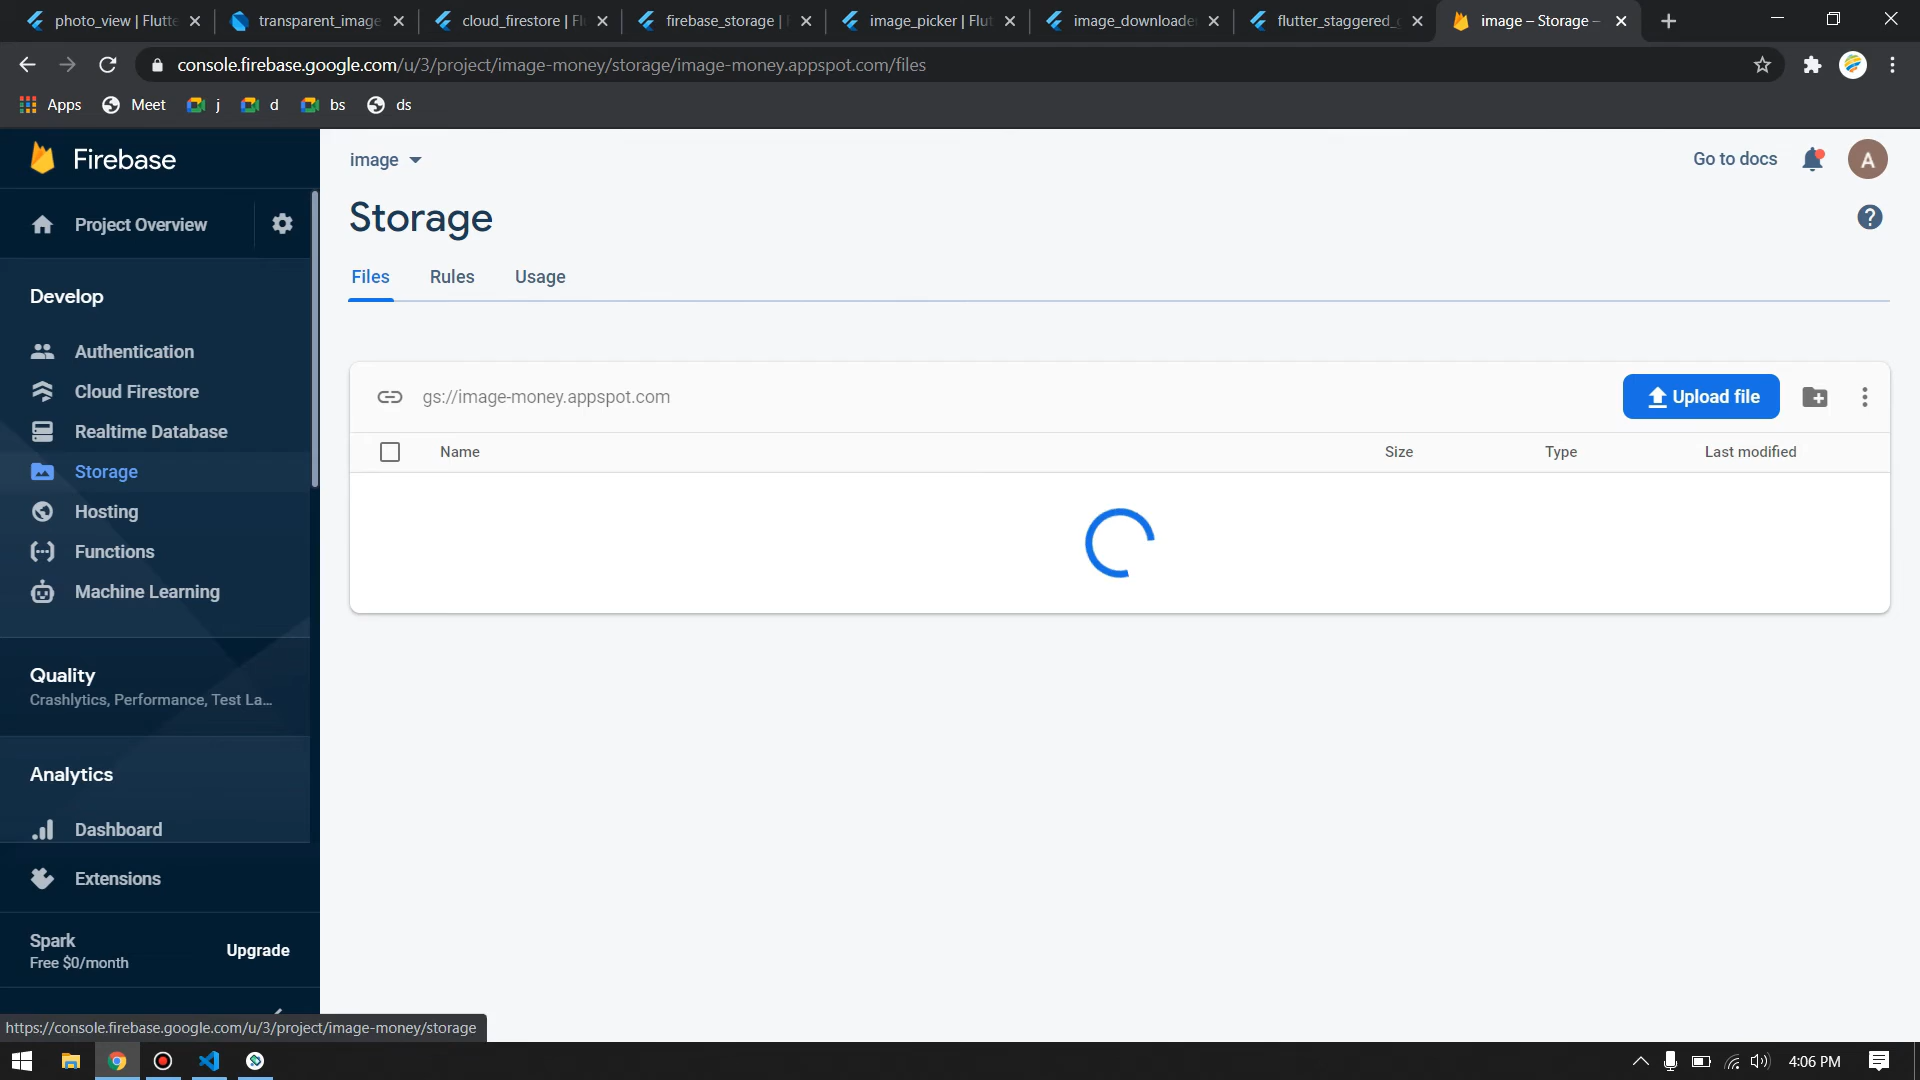 photo_view | Flutte
transparent_image
cloud_firestore | Fl
firebase_storage |
image_picker | Flut
image_downloade
flutter_staggered_
image – Storage –
console.firebase.google.com/u/3/project/image-money/storage/image-money.appspot.com/files
Apps
Meet
j
d
bs
ds
Firebase
image
Go to docs
A
Project Overview
Storage
Files
Rules
Usage
Develop
Authentication
Cloud Firestore
Realtime Database
Storage
Hosting
Functions
Machine Learning
gs://image-money.appspot.com
Upload file
Name
Size
Type
Last modified
Quality
Crashlytics, Performance, Test La...
Analytics
Dashboard
Extensions
Spark
Free $0/month
Upgrade
https://console.firebase.google.com/u/3/project/image-money/storage
4:06 PM